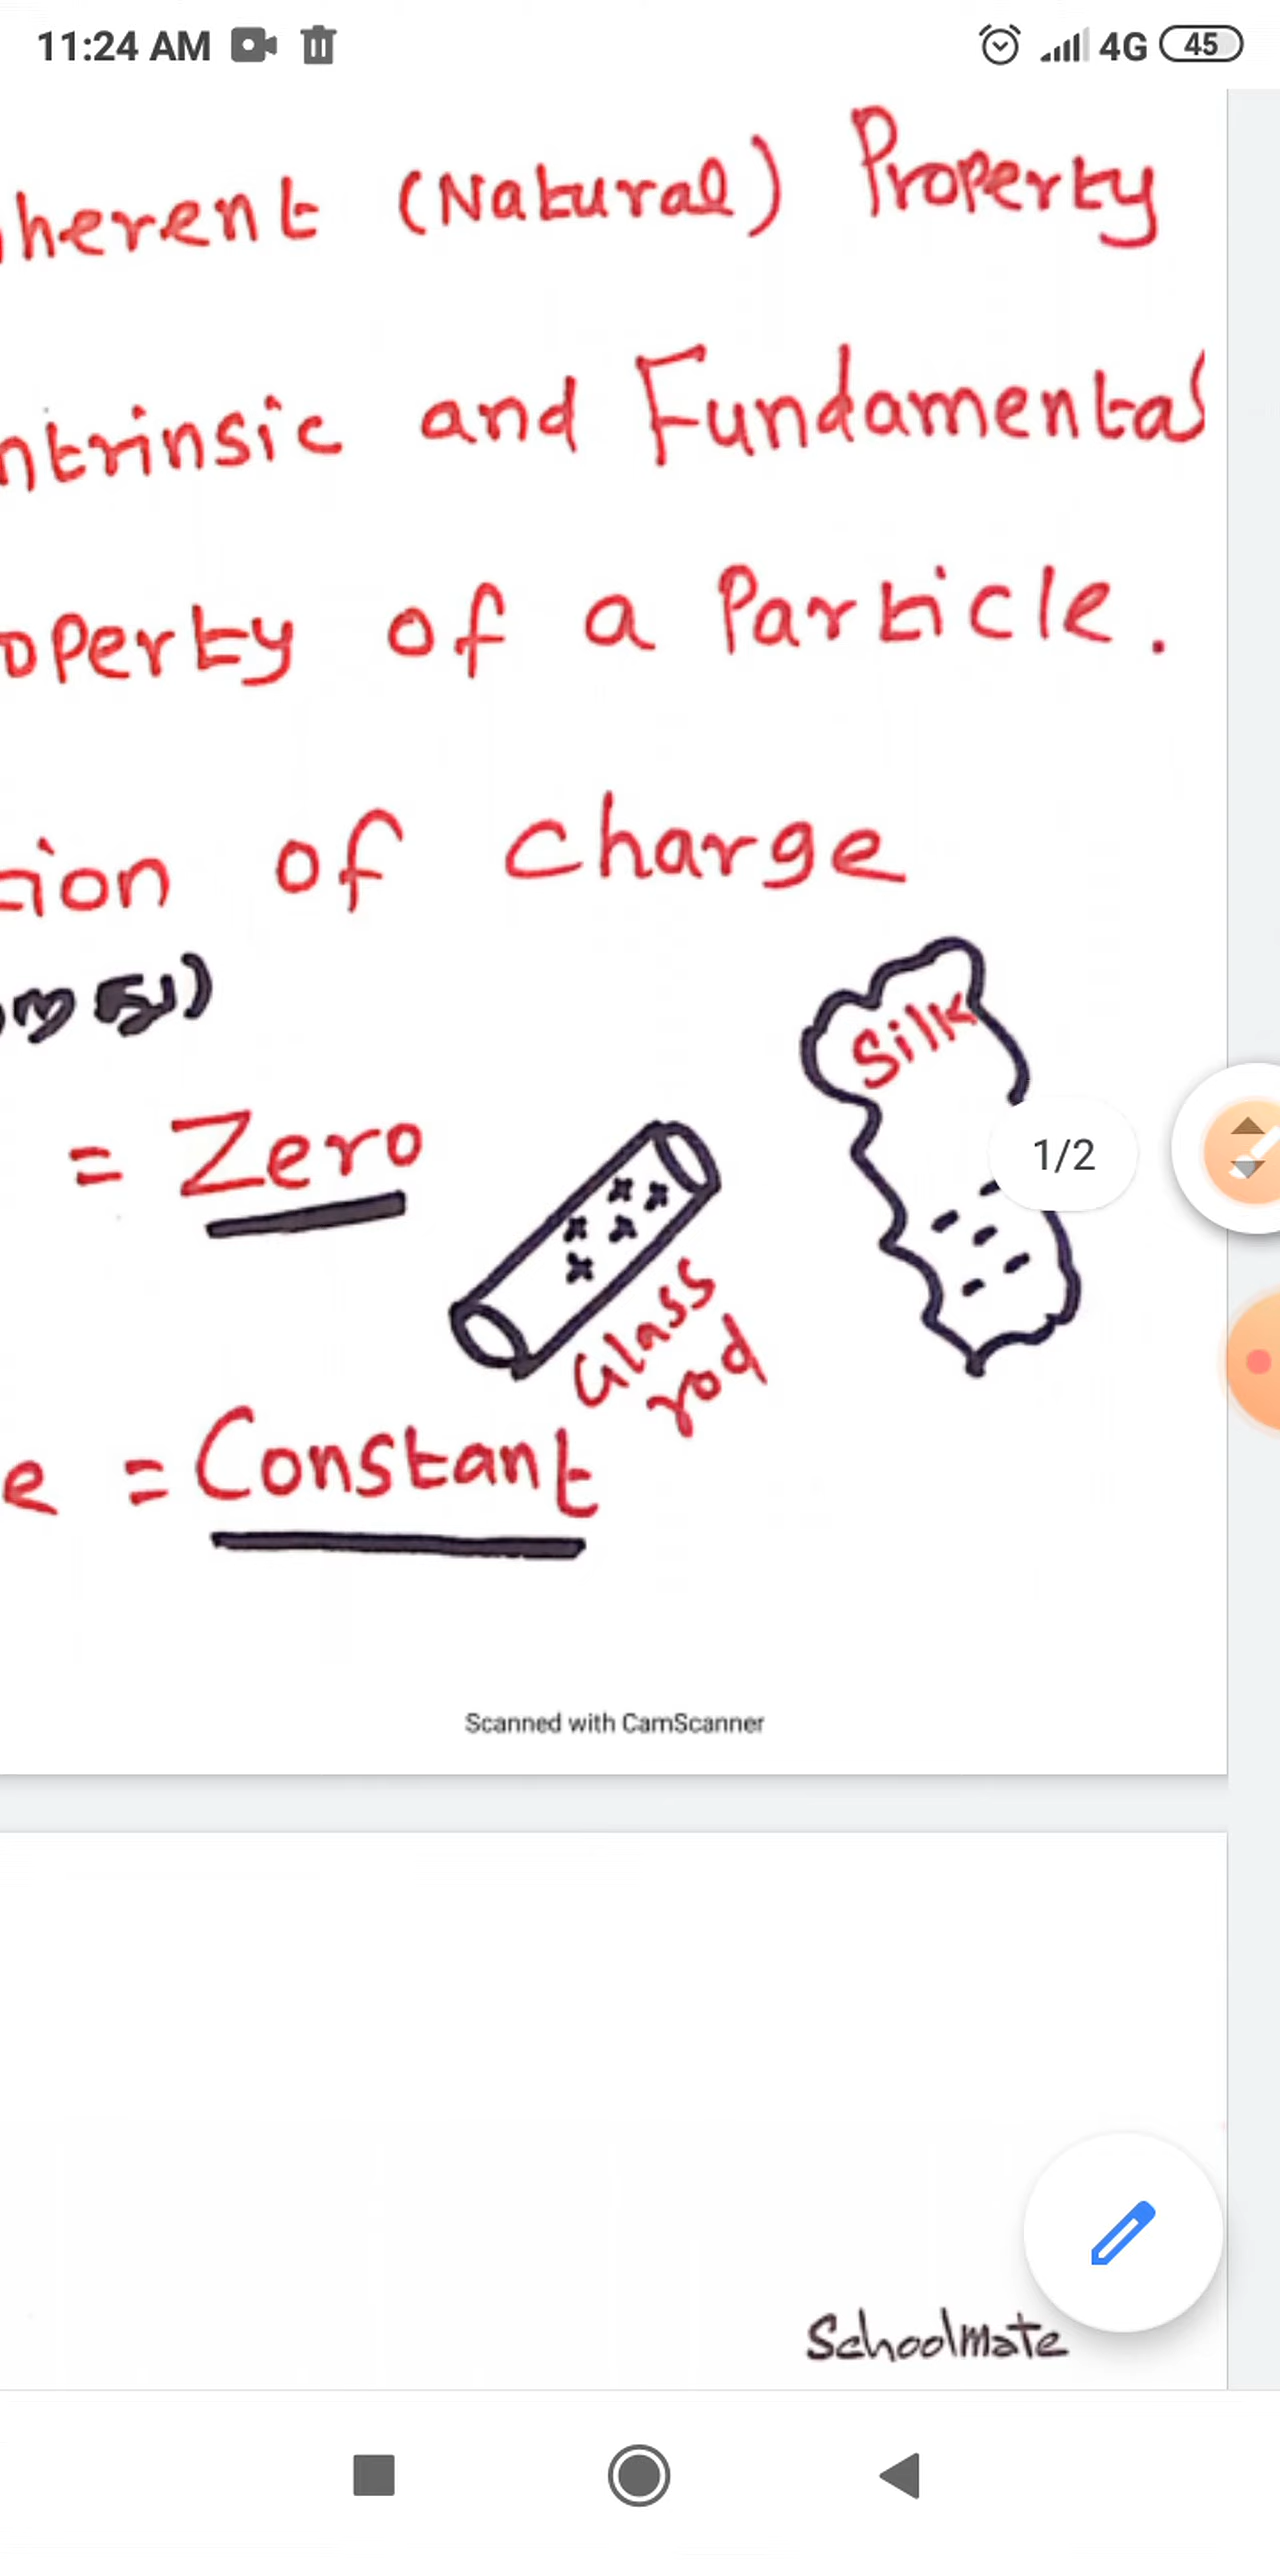 11:24 AM 4G 45
herent (Natural) Property
ntrinsic and Fundamental
operty of a Particle.
ion of charge
றது)
Silk
= Zero
1/2
Glass
rod
e = Constant
Scanned with CamScanner
Schoolmate